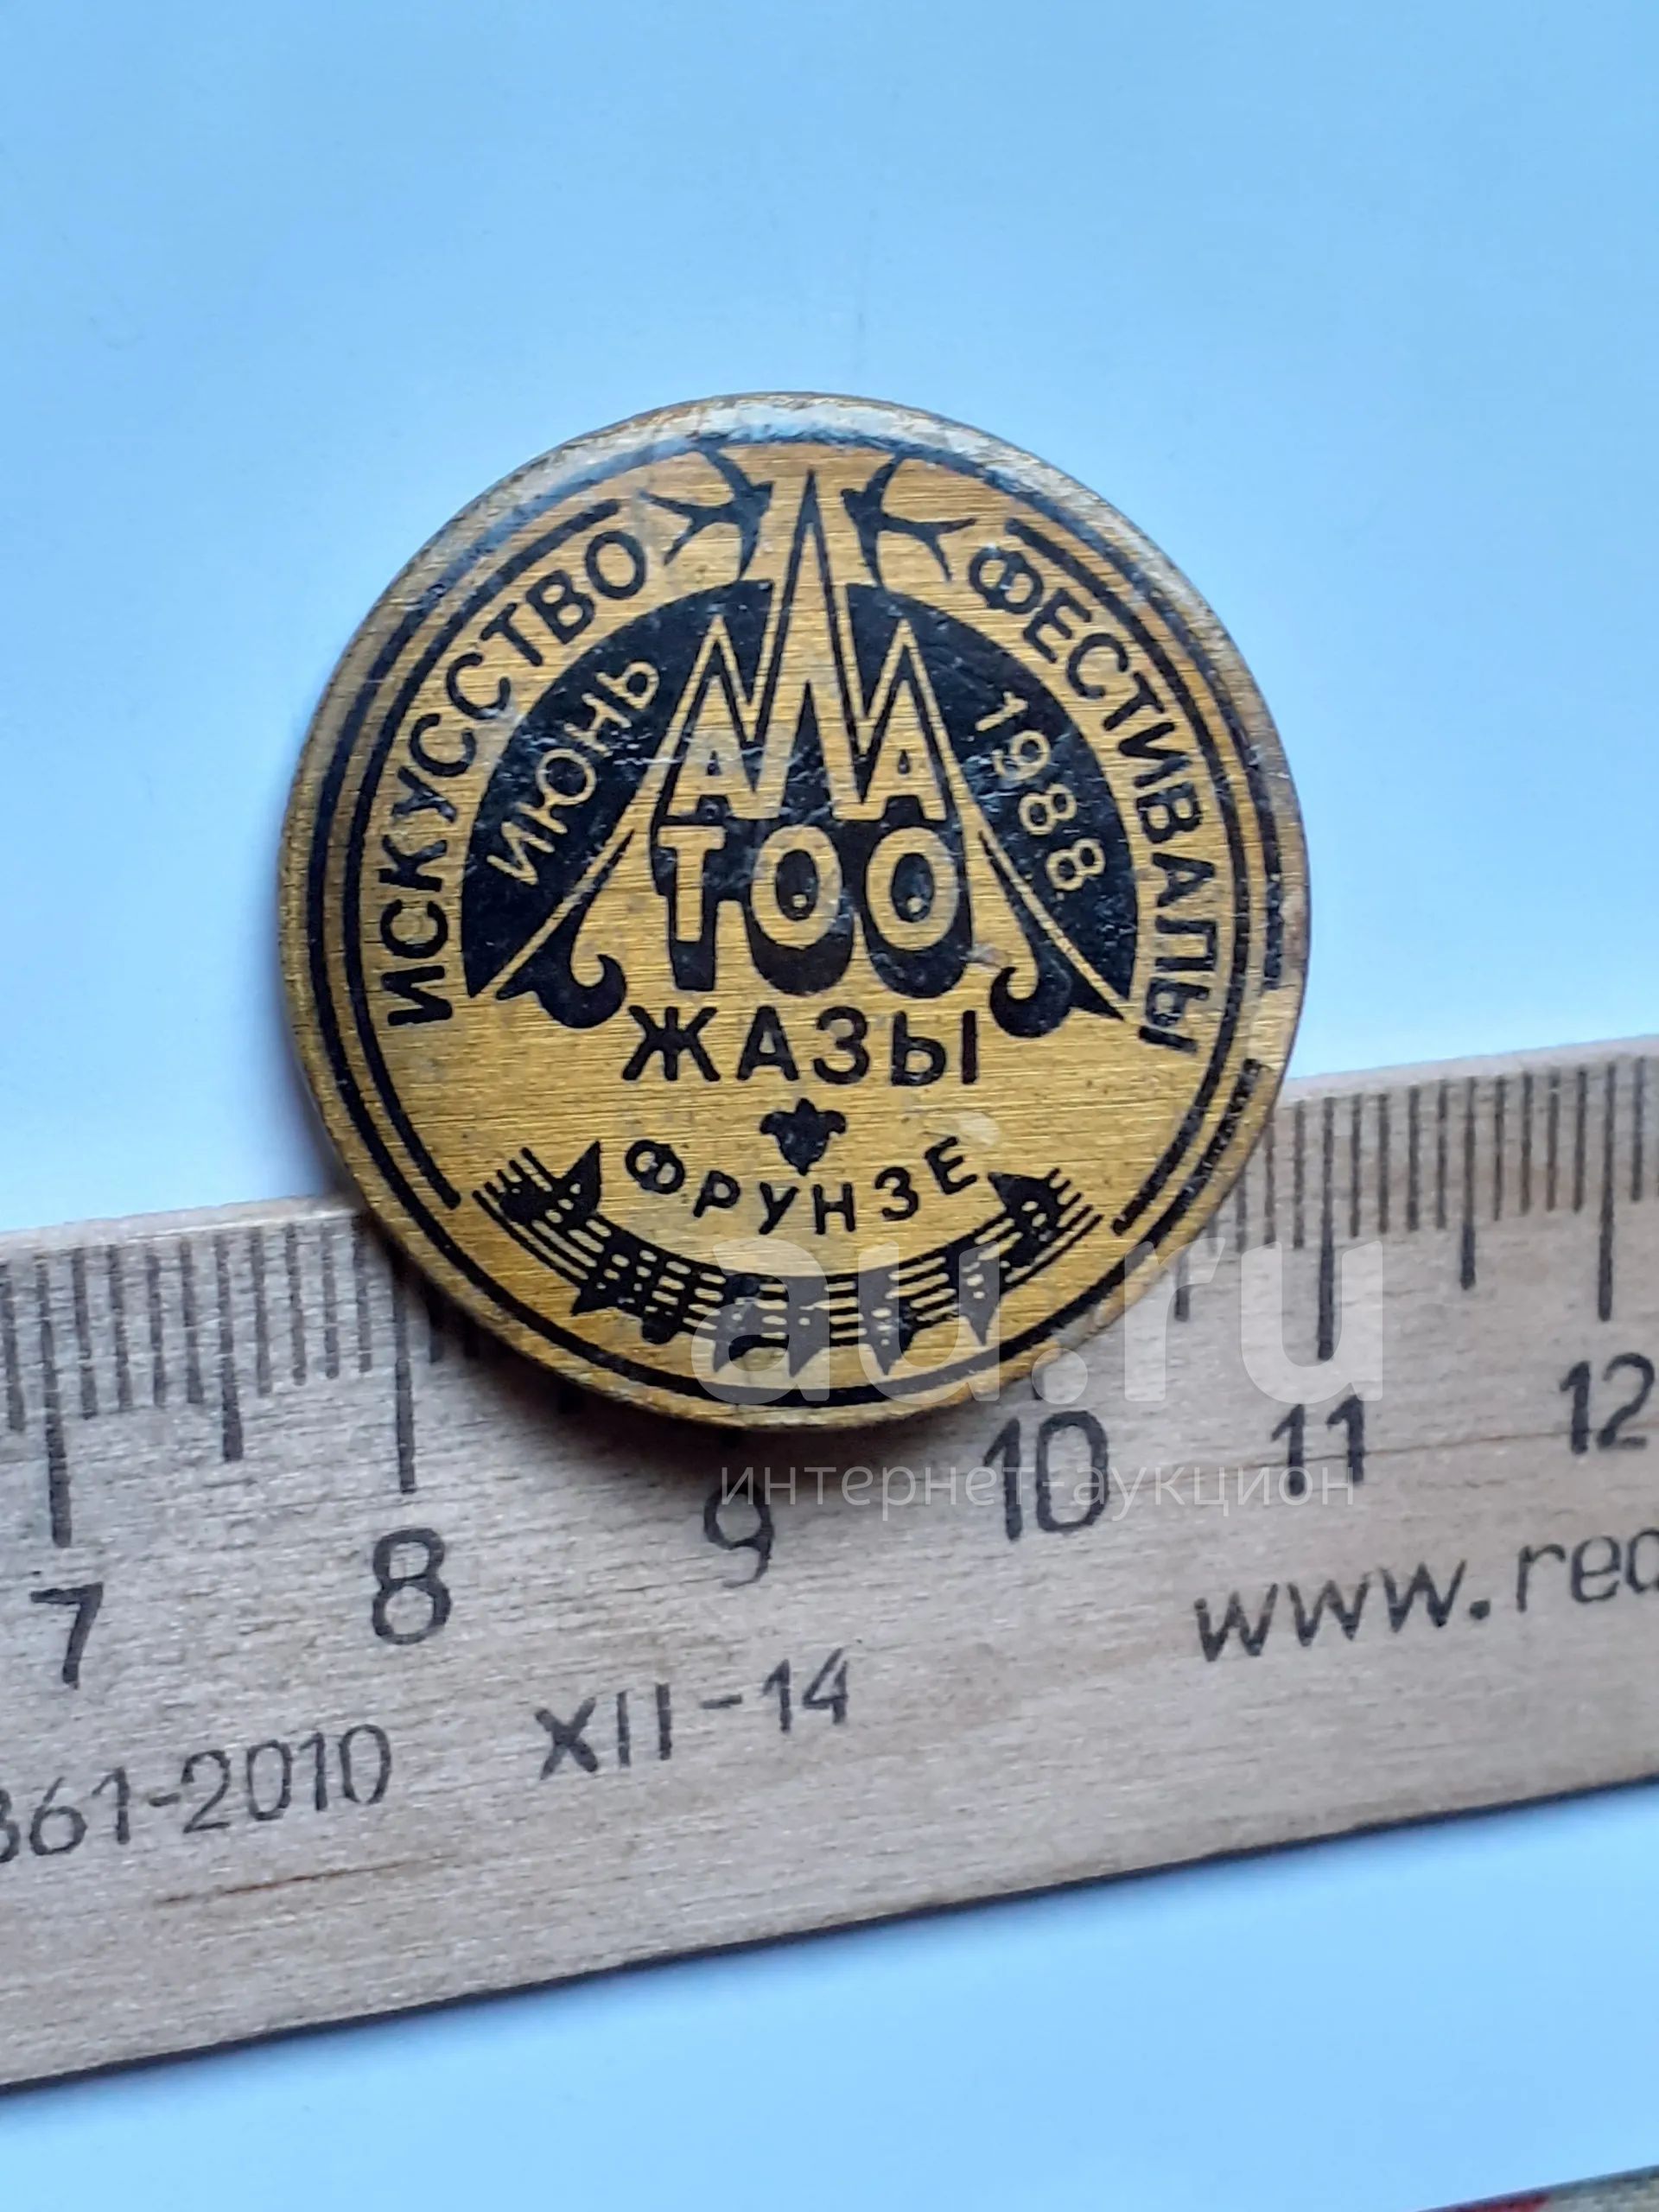 ИСКУССТВО ФЕСТИВАЛЫ
ИЮНЬ 1988
АЛА
ТОО
ЖАЗЫ
ФРУНЗЕ
au.ru
интернет-аукцион
7 8 9 10 11 12
www.red
361-2010 XII-14